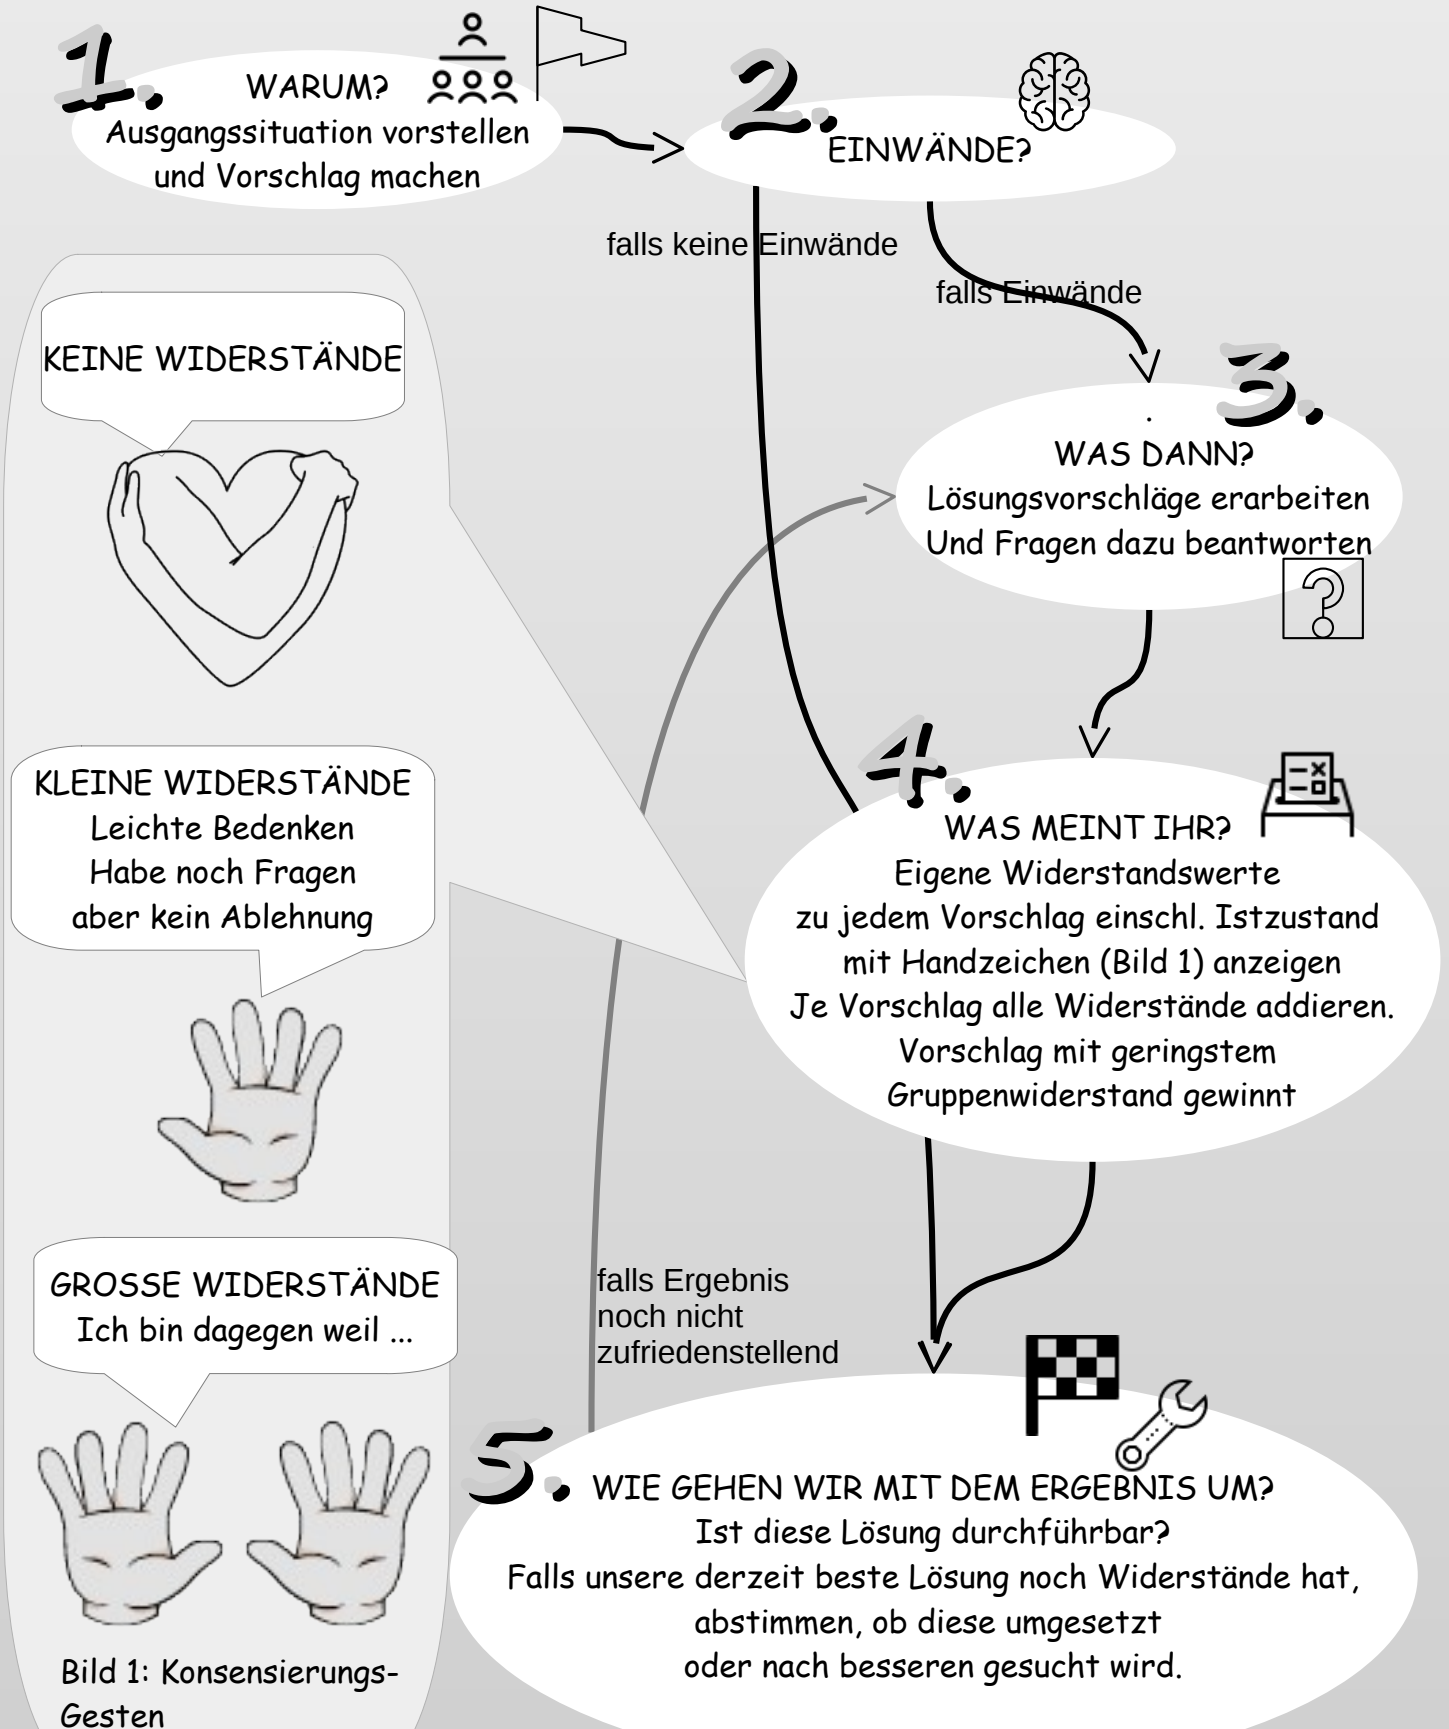 1.
WARUM?
Ausgangssituation vorstellen
und Vorschlag machen
2.
EINWÄNDE?
falls keine Einwände
falls Einwände
3.
.
WAS DANN?
Lösungsvorschläge erarbeiten
Und Fragen dazu beantworten
?
4.
WAS MEINT IHR?
Eigene Widerstandswerte
zu jedem Vorschlag einschl. Istzustand
mit Handzeichen (Bild 1) anzeigen
Je Vorschlag alle Widerstände addieren.
Vorschlag mit geringstem
Gruppenwiderstand gewinnt
falls Ergebnis
noch nicht
zufriedenstellend
5.
WIE GEHEN WIR MIT DEM ERGEBNIS UM?
Ist diese Lösung durchführbar?
Falls unsere derzeit beste Lösung noch Widerstände hat,
abstimmen, ob diese umgesetzt
oder nach besseren gesucht wird.
KEINE WIDERSTÄNDE
KLEINE WIDERSTÄNDE
Leichte Bedenken
Habe noch Fragen
aber kein Ablehnung
GROSSE WIDERSTÄNDE
Ich bin dagegen weil ...
Bild 1: Konsensierungs-
Gesten